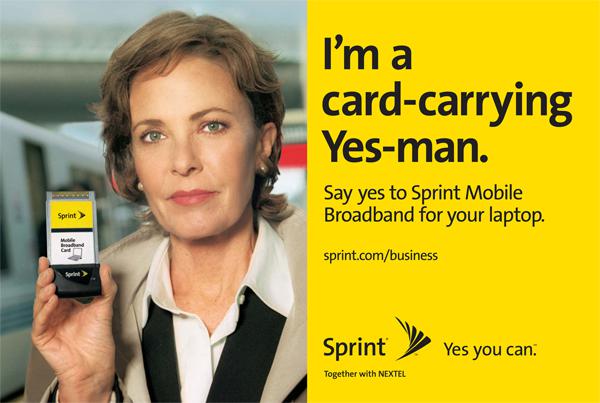 Sprint
Mobile
Broadband
Card
Sprint
I'm a
card-carrying
Yes-man.
Say yes to Sprint Mobile
Broadband for your laptop.
sprint.com/business
Sprint
Yes you can.℠
Together with NEXTEL